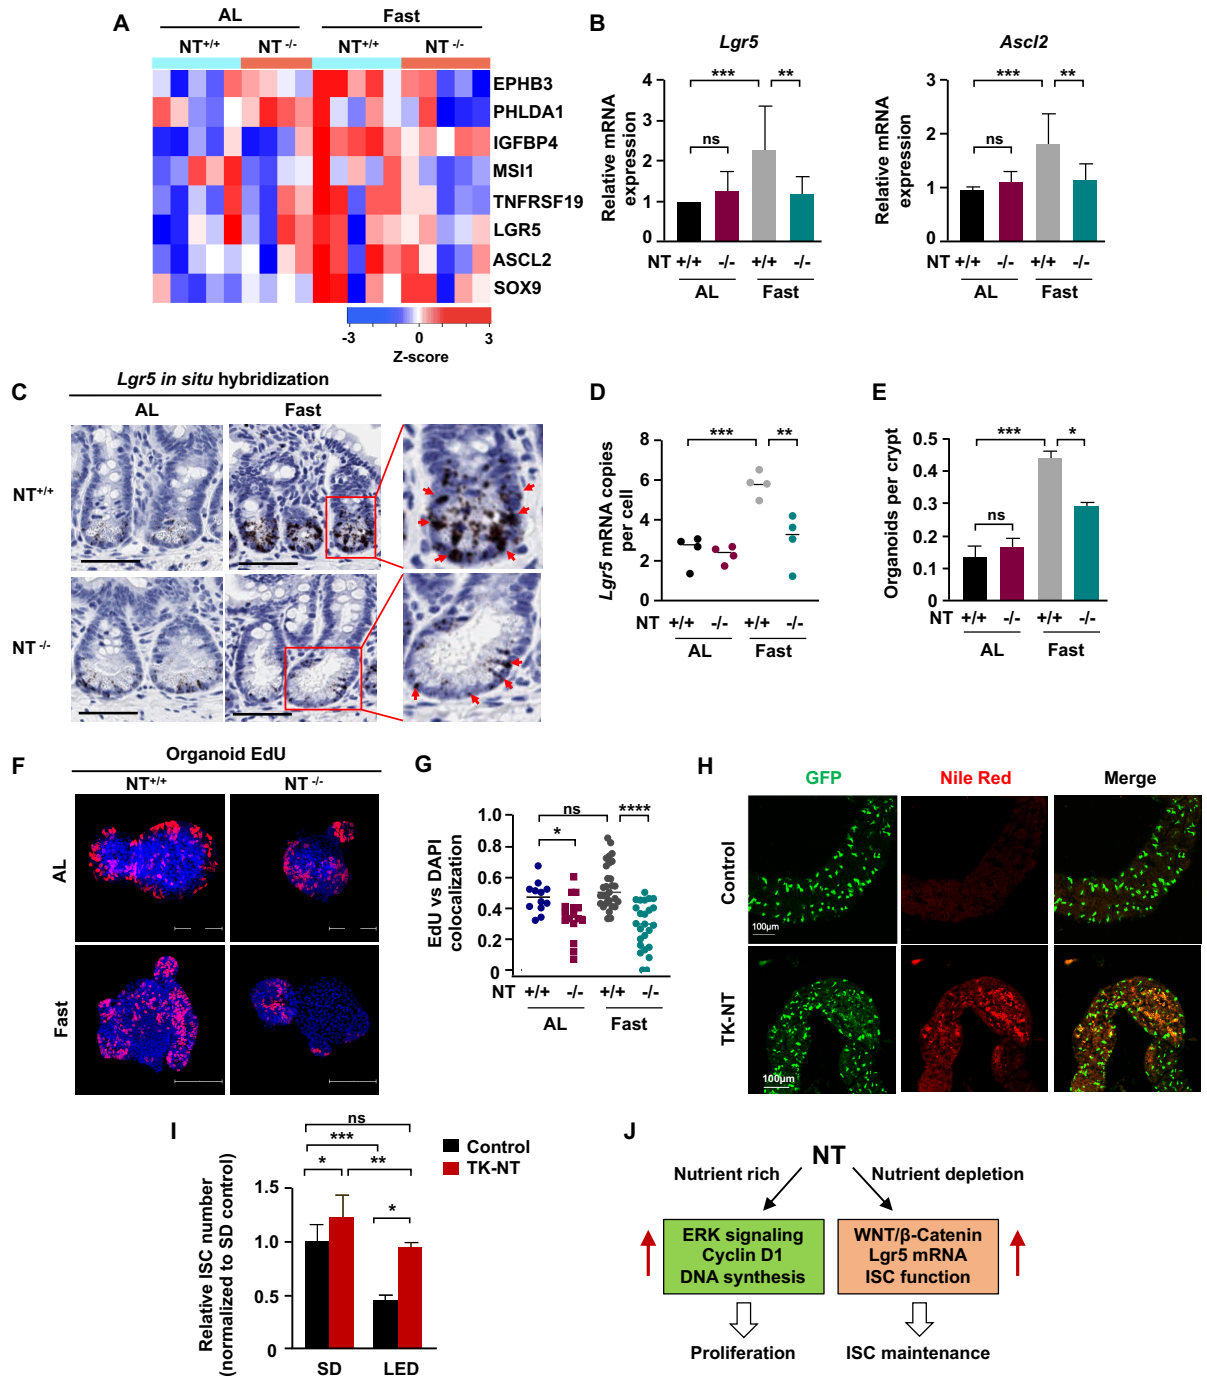 A
AL
Fast
NT+/+
NT -/-
NT+/+
NT -/-
EPHB3
PHLDA1
IGFBP4
MSI1
TNFRSF19
LGR5
ASCL2
SOX9
-3
0
3
Z-score
B
Lgr5
Relative mRNA
expression
4
3
2
1
0
***
**
ns
NT +/+ -/- +/+ -/-
AL
Fast
Ascl2
Relative mRNA
expression
3
2
1
0
***
**
ns
NT +/+ -/- +/+ -/-
AL
Fast
C
Lgr5 in situ hybridization
AL
Fast
NT+/+
NT -/-
D
Lgr5 mRNA copies
per cell
8
6
4
2
0
***
**
NT +/+ -/- +/+ -/-
AL
Fast
E
Organoids per crypt
0.5
0.4
0.3
0.2
0.1
0
***
*
ns
NT +/+ -/- +/+ -/-
AL
Fast
F
Organoid EdU
NT+/+
NT -/-
AL
Fast
G
EdU vs DAPI
colocalization
1.0
0.8
0.6
0.4
0.2
0
ns
****
*
NT +/+ -/- +/+ -/-
AL
Fast
H
GFP
Nile Red
Merge
Control
100μm
TK-NT
100μm
I
Relative ISC number
(normalized to SD control)
1.5
1.0
0.5
0
ns
***
*
**
*
Control
TK-NT
SD
LED
J
NT
Nutrient rich
Nutrient depletion
ERK signaling
Cyclin D1
DNA synthesis
WNT/β-Catenin
Lgr5 mRNA
ISC function
Proliferation
ISC maintenance